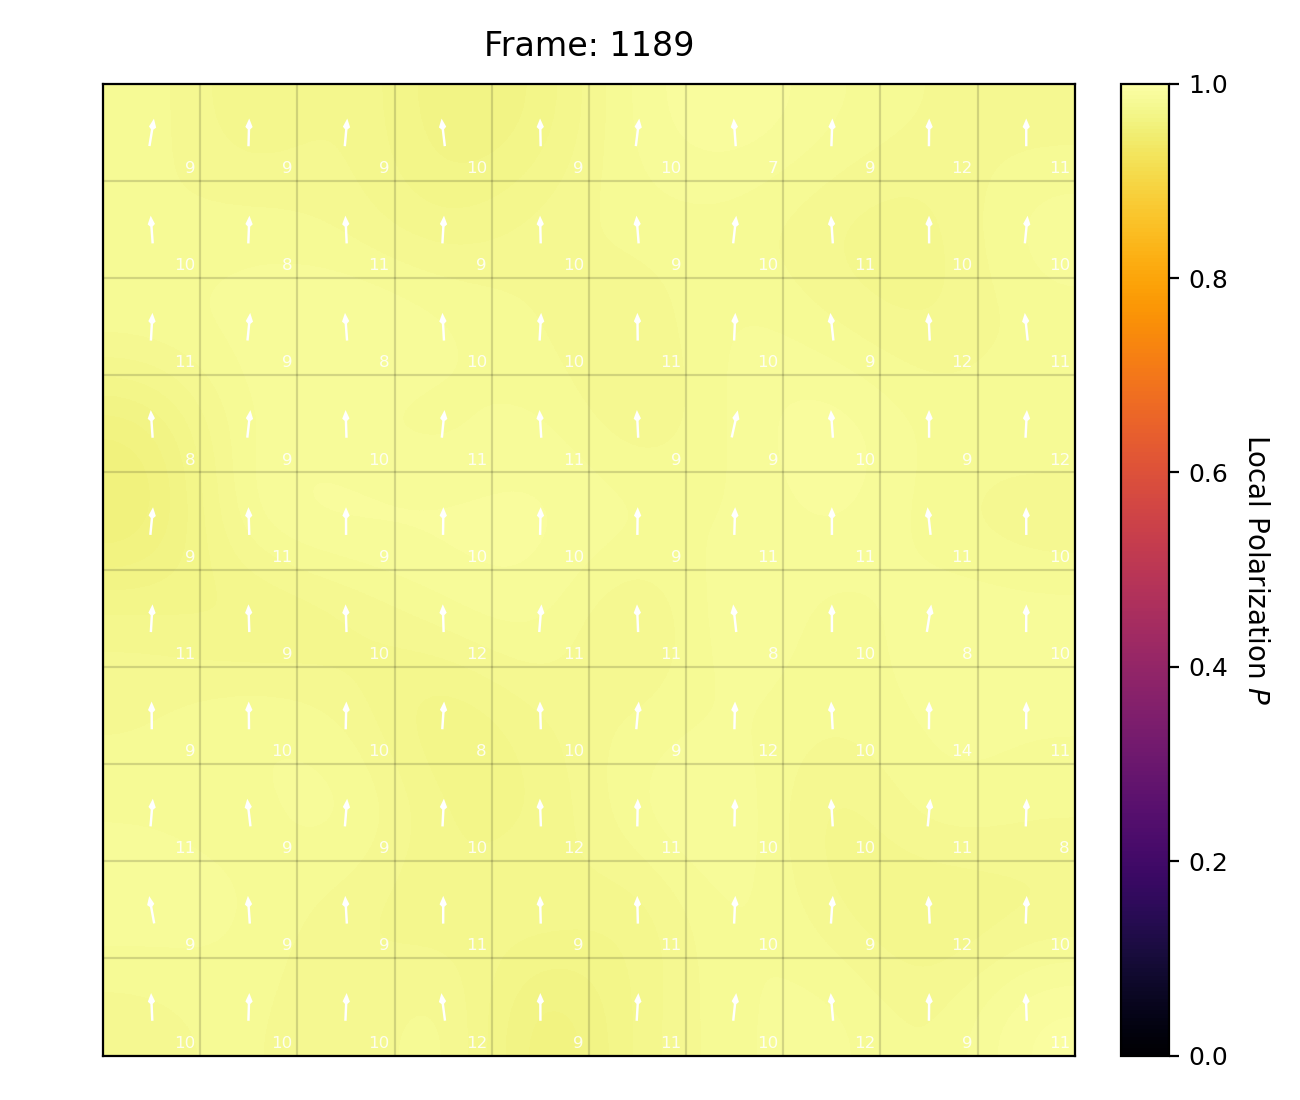 Frame: 1189
9 9 9 10 9 10 7 9 12 11
10 8 11 9 10 9 10 11 10 10
11 9 8 10 10 11 10 9 12 11
8 9 10 11 11 9 9 10 9 12
9 11 9 10 10 9 11 11 11 10
11 9 10 12 11 11 8 10 8 10
9 10 10 8 10 9 12 10 14 11
11 9 9 10 12 11 10 10 11 8
9 9 9 11 9 11 10 9 12 10
10 10 10 12 9 11 10 12 9 11
1.0
0.8
0.6
0.4
0.2
0.0
Local Polarization P